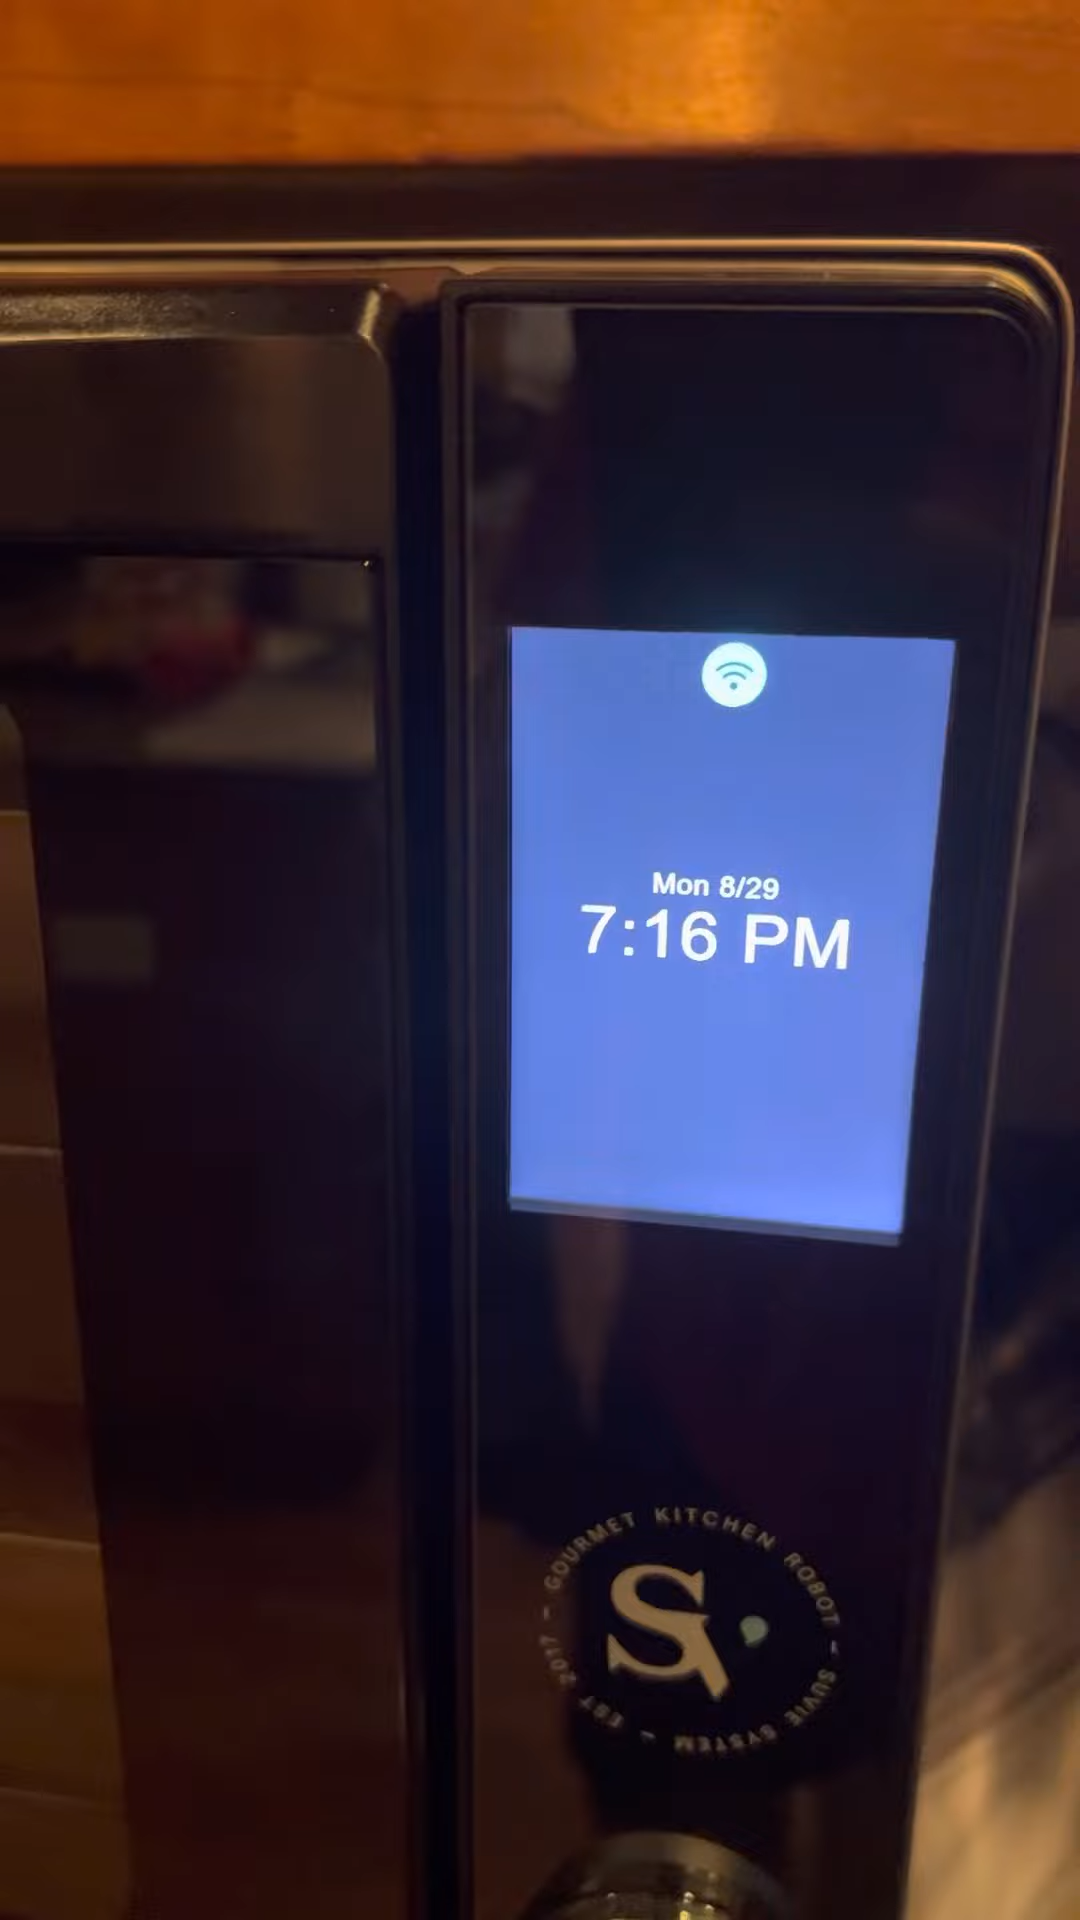 Mon 8/29
7:16 PM
GOURMET KITCHEN ROBOT - SUVIE SYSTEM - EST 2017 -
S